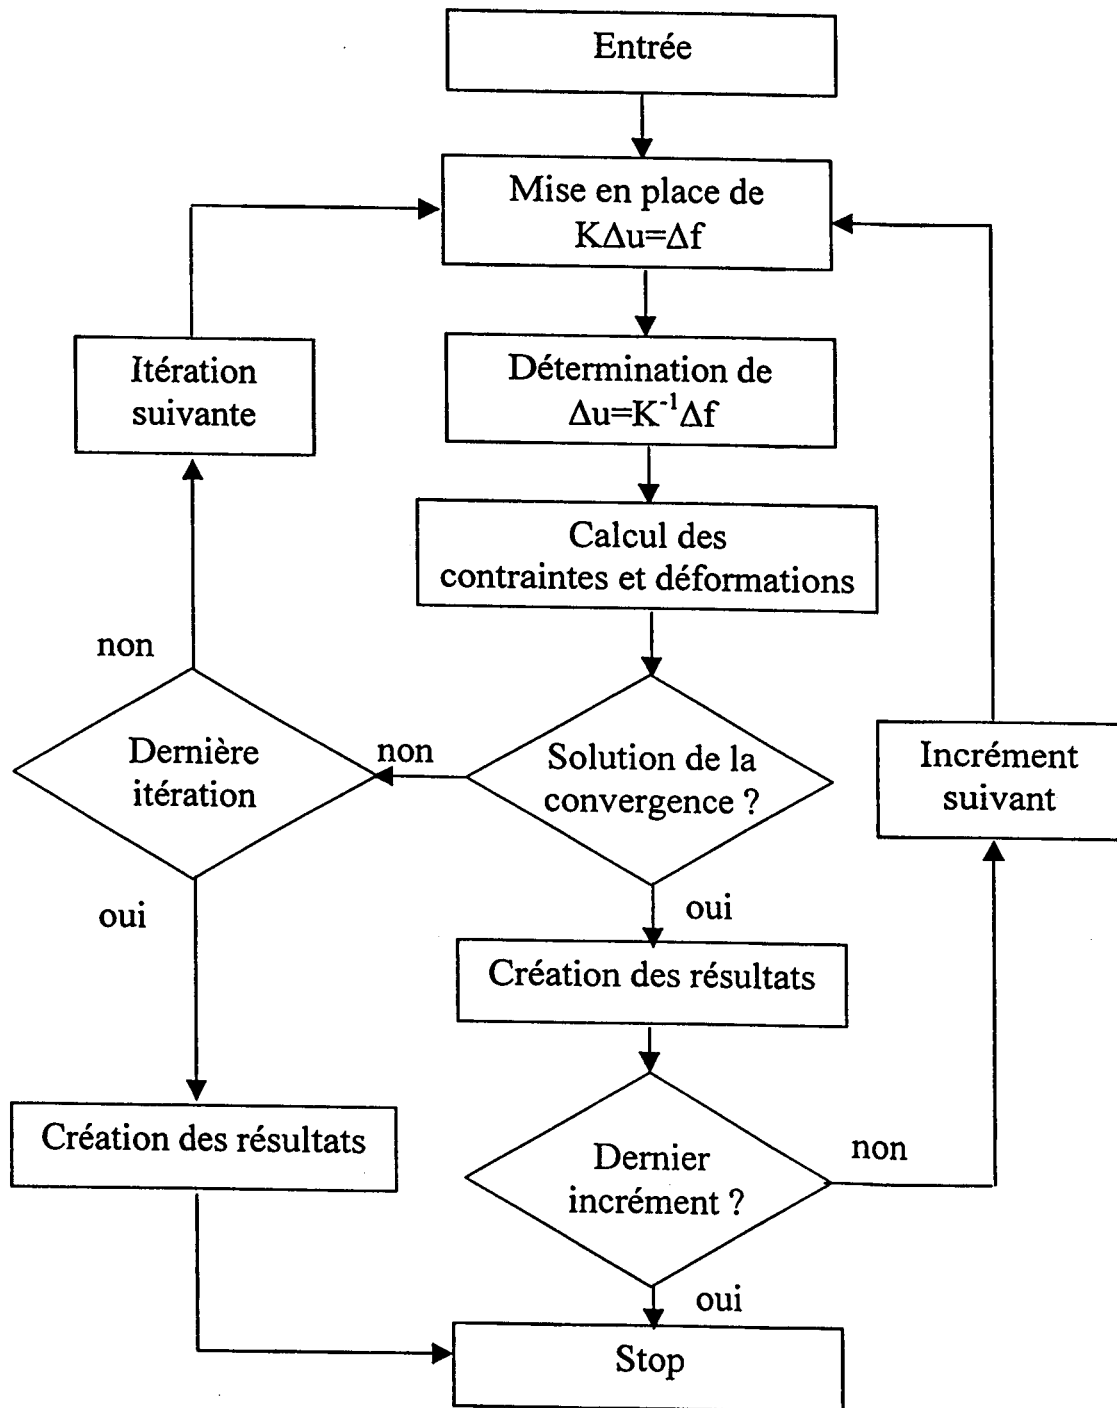 Entrée
Mise en place de
KΔu=Δf
Itération
suivante
Détermination de
Δu=K⁻¹Δf
Calcul des
contraintes et déformations
non
Dernière
itération
non
Solution de la
convergence ?
Incrément
suivant
oui
oui
Création des résultats
Création des résultats
Dernier
incrément ?
non
oui
Stop